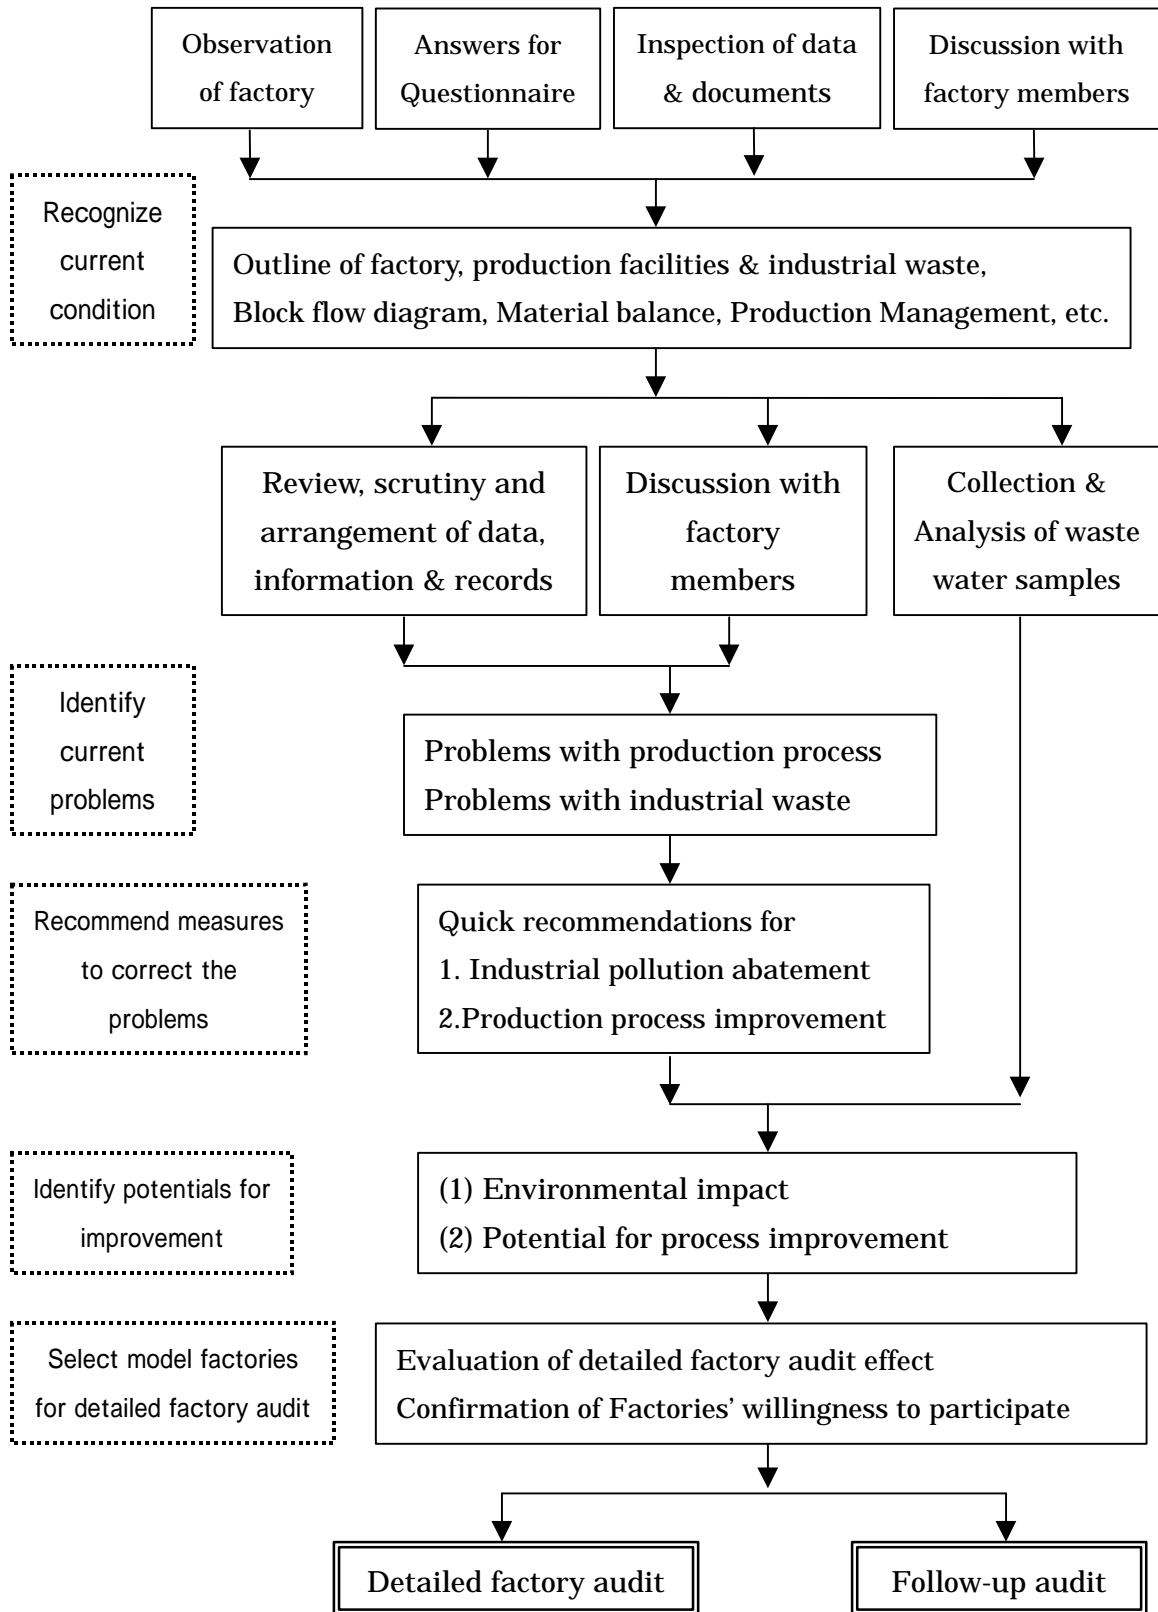 Observation
of factory
Answers for
Questionnaire
Inspection of data
& documents
Discussion with
factory members
Recognize
current
condition
Outline of factory, production facilities & industrial waste,
Block flow diagram, Material balance, Production Management, etc.
Review, scrutiny and
arrangement of data,
information & records
Discussion with
factory
members
Collection &
Analysis of waste
water samples
Identify
current
problems
Problems with production process
Problems with industrial waste
Recommend measures
to correct the
problems
Quick recommendations for
1. Industrial pollution abatement
2.Production process improvement
Identify potentials for
improvement
(1) Environmental impact
(2) Potential for process improvement
Select model factories
for detailed factory audit
Evaluation of detailed factory audit effect
Confirmation of Factories’ willingness to participate
Detailed factory audit
Follow-up audit